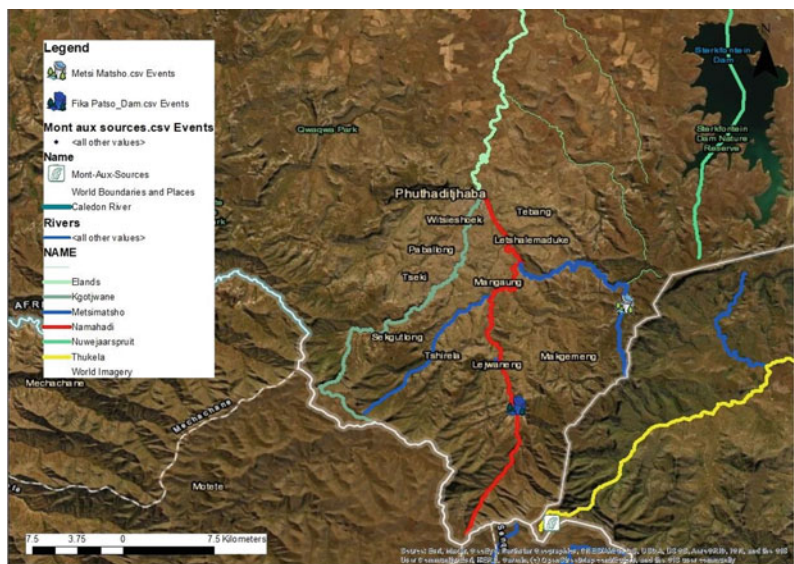 Legend
Metsi Matsho.csv Events
Fika Patso_Dam.csv Events
Mont aux sources.csv Events
<all other values>
Name
Mont-Aux-Sources
World Boundaries and Places
Caledon River
Rivers
<all other values>
NAME
Elands
Kgotjwane
Metsimatsho
Namahadi
Nuwejaarspruit
Thukela
World Imagery
N
Sterkfontein
Dam
Sterkfontein
Dam Nature
Reserve
Qwaqwa Park
Phuthaditjhaba
Witsieshoek
Tebang
Letshalemaduke
Paballong
Tseki
Mangaung
Sekgutlong
Tshirela
Lejwaneng
Makgemeng
AFRI
Mechachane
Mechachane
Motete
7.5 3.75 0 7.5 Kilometers